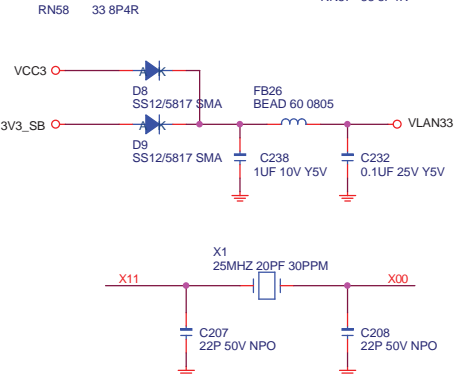 RN58 33 8P4R
VCC3
D8
SS12/5817 SMA
FB26
BEAD 60 0805
3V3_SB
VLAN33
D9
SS12/5817 SMA
C238
1UF 10V Y5V
C232
0.1UF 25V Y5V
X1
25MHZ 20PF 30PPM
X11
X00
C207
22P 50V NPO
C208
22P 50V NPO